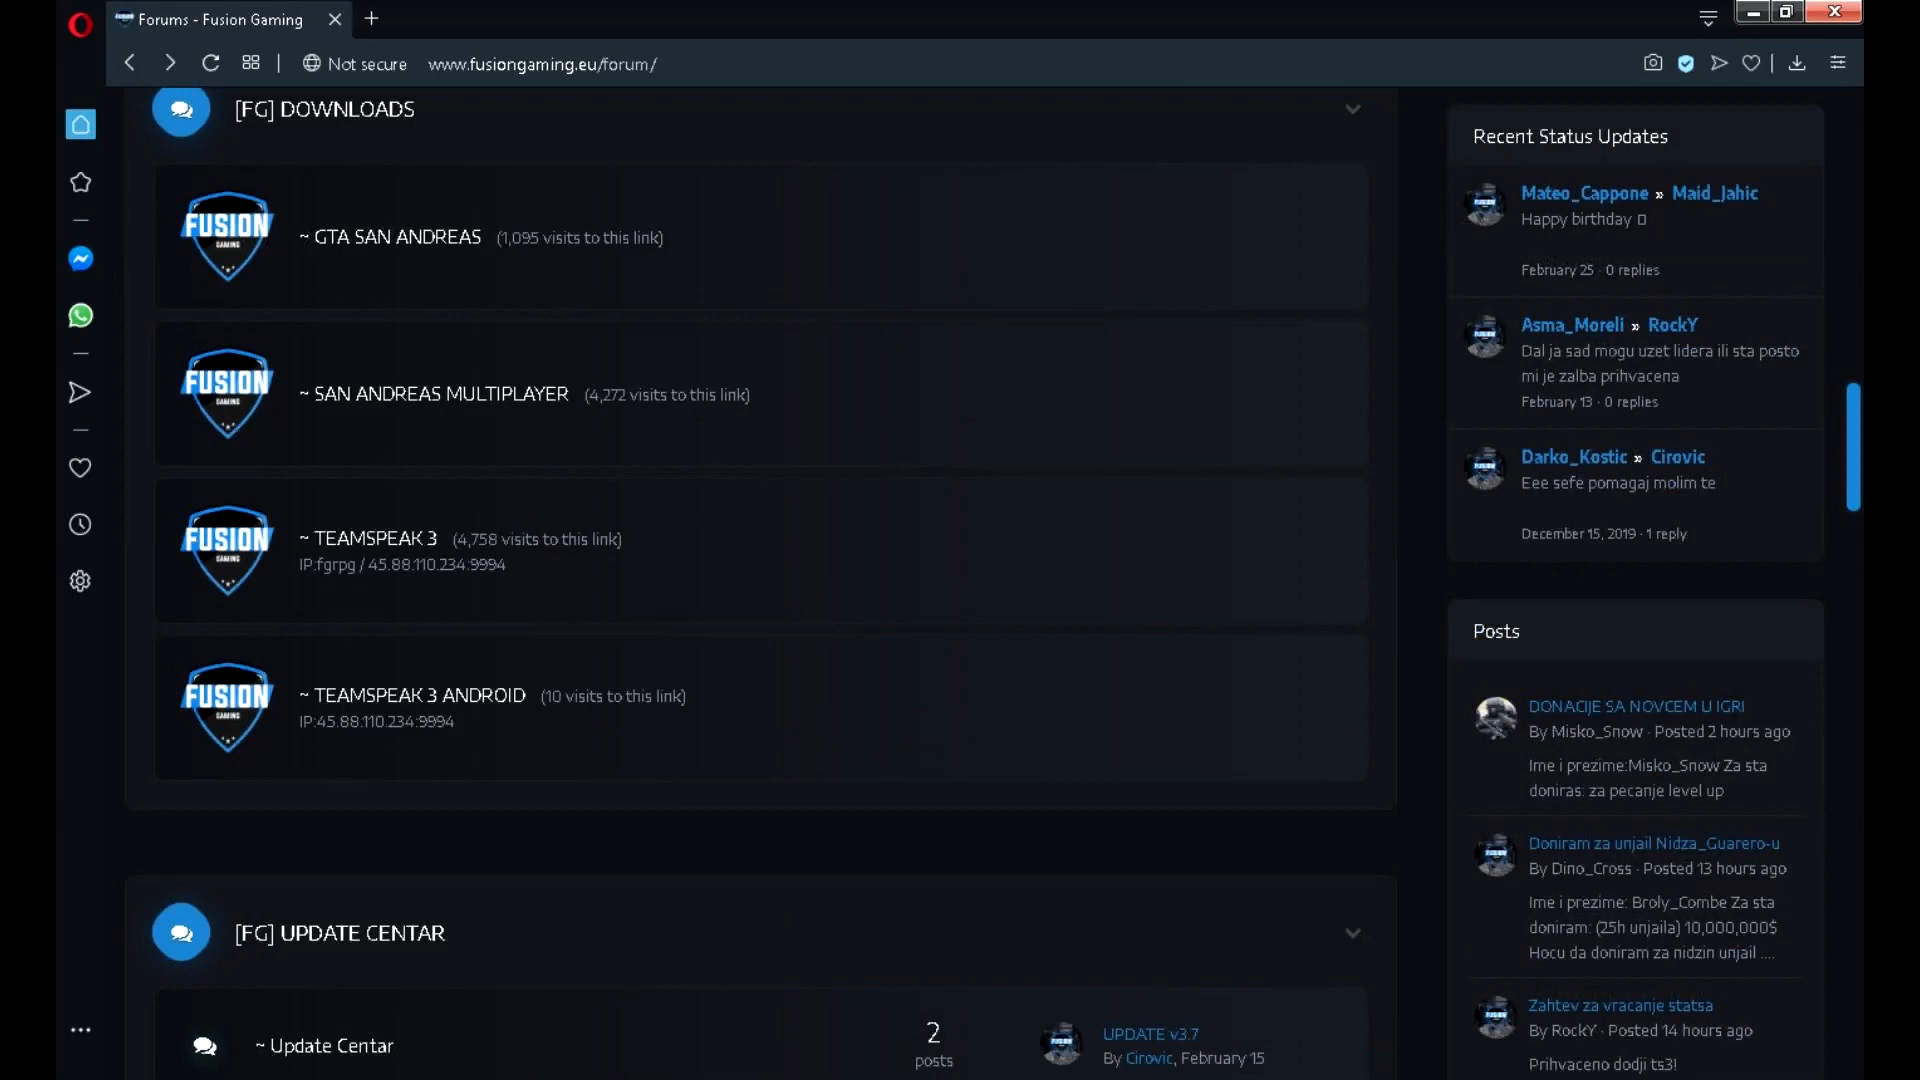 Forums - Fusion Gaming
Not secure www.fusiongaming.eu/forum/
[FG] DOWNLOADS
FUSION
GAMING
~ GTA SAN ANDREAS (1,095 visits to this link)
FUSION
GAMING
~ SAN ANDREAS MULTIPLAYER (4,272 visits to this link)
FUSION
GAMING
~ TEAMSPEAK 3 (4,758 visits to this link)
IP:fgrpg / 45.88.110.234:9994
FUSION
GAMING
~ TEAMSPEAK 3 ANDROID (10 visits to this link)
IP:45.88.110.234:9994
[FG] UPDATE CENTAR
~ Update Centar
2
posts
UPDATE v3.7
By Cirovic, February 15
Recent Status Updates
Mateo_Cappone » Maid_Jahic
Happy birthday
February 25 · 0 replies
Asma_Moreli » RockY
Dal ja sad mogu uzet lidera ili sta posto
mi je zalba prihvacena
February 13 · 0 replies
Darko_Kostic » Cirovic
Eee sefe pomagaj molim te
December 15, 2019 · 1 reply
Posts
DONACIJE SA NOVCEM U IGRI
By Misko_Snow · Posted 2 hours ago
Ime i prezime:Misko_Snow Za sta
doniras: za pecanje level up
Doniram za unjail Nidza_Guarero-u
By Dino_Cross · Posted 13 hours ago
Ime i prezime: Broly_Combe Za sta
doniram: (25h unjaila) 10,000,000$
Hocu da doniram za nidzin unjail ....
Zahtev za vracanje statsa
By RockY · Posted 14 hours ago
Prihvaceno dodji ts3!